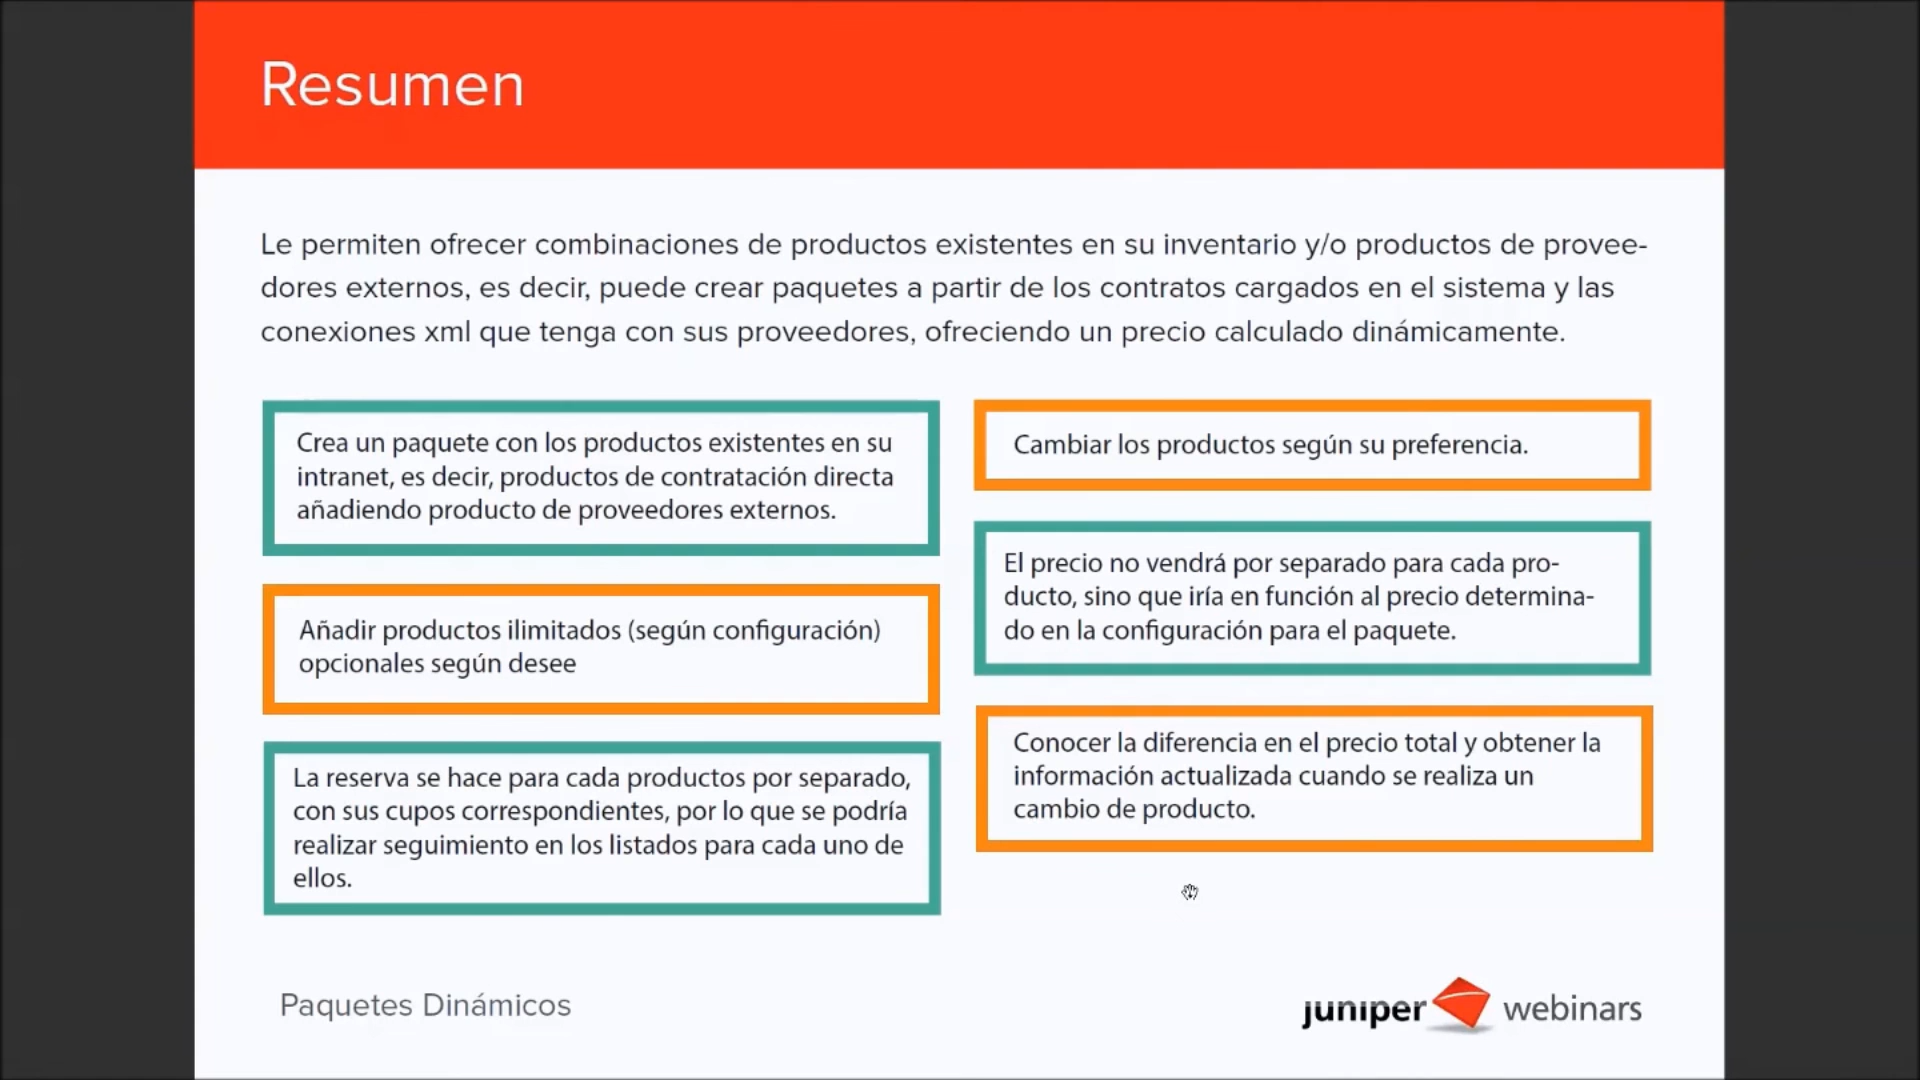 Resumen
Le permiten ofrecer combinaciones de productos existentes en su inventario y/o productos de provee-
dores externos, es decir, puede crear paquetes a partir de los contratos cargados en el sistema y las
conexiones xml que tenga con sus proveedores, ofreciendo un precio calculado dinámicamente.
Crea un paquete con los productos existentes en su
intranet, es decir, productos de contratación directa
añadiendo producto de proveedores externos.
Añadir productos ilimitados (según configuración)
opcionales según desee
La reserva se hace para cada productos por separado,
con sus cupos correspondientes, por lo que se podría
realizar seguimiento en los listados para cada uno de
ellos.
Cambiar los productos según su preferencia.
El precio no vendrá por separado para cada pro-
ducto, sino que iría en función al precio determina-
do en la configuración para el paquete.
Conocer la diferencia en el precio total y obtener la
información actualizada cuando se realiza un
cambio de producto.
Paquetes Dinámicos
juniper webinars